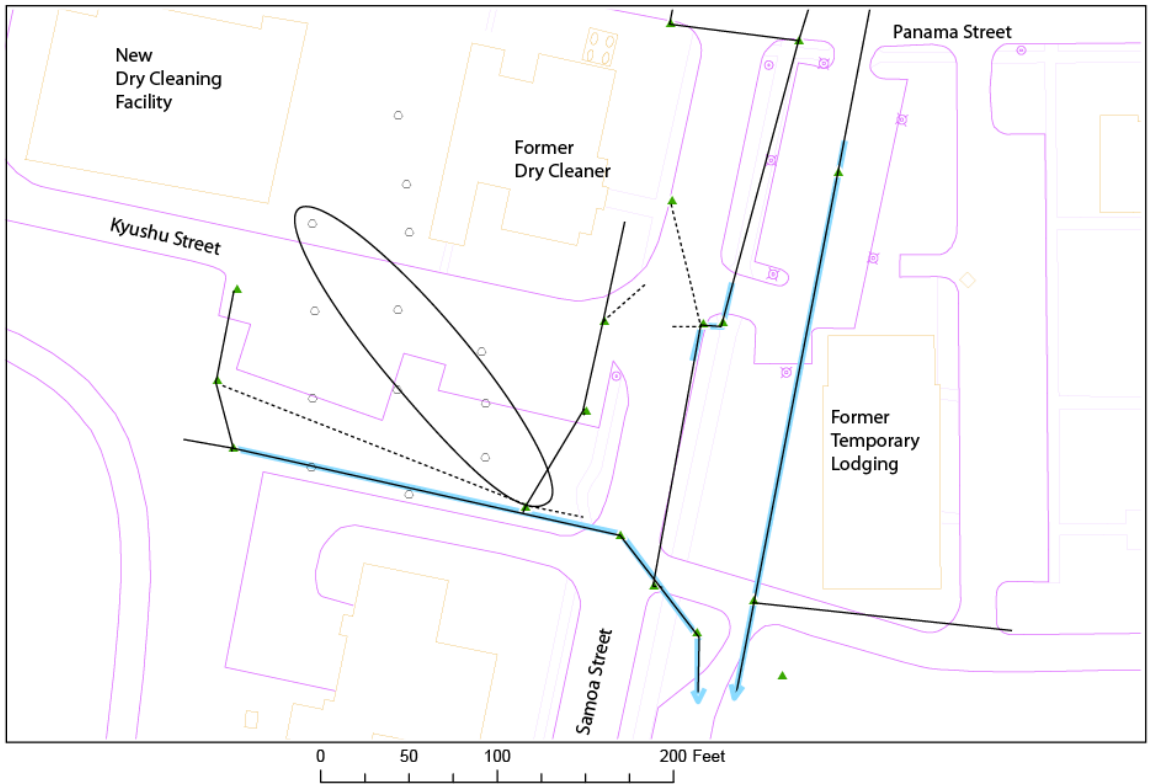 Panama Street
New
Dry Cleaning
Facility
Former
Dry Cleaner
Kyushu Street
Former
Temporary
Lodging
Samoa Street
0 50 100 200 Feet